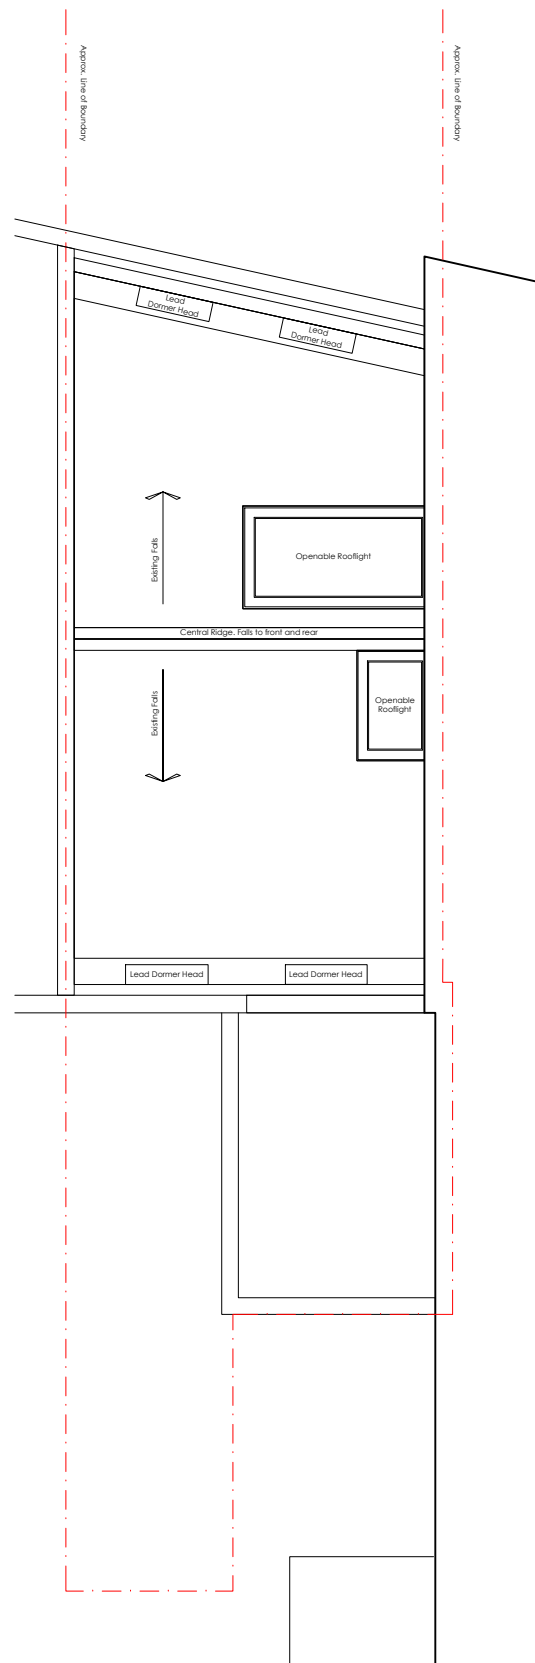 Approx. Line of Boundary
Approx. Line of Boundary
Lead
Dormer Head
Lead
Dormer Head
Existing Falls
Openable Rooflight
Central Ridge. Falls to front and rear
Existing Falls
Openable
Rooflight
Lead Dormer Head
Lead Dormer Head